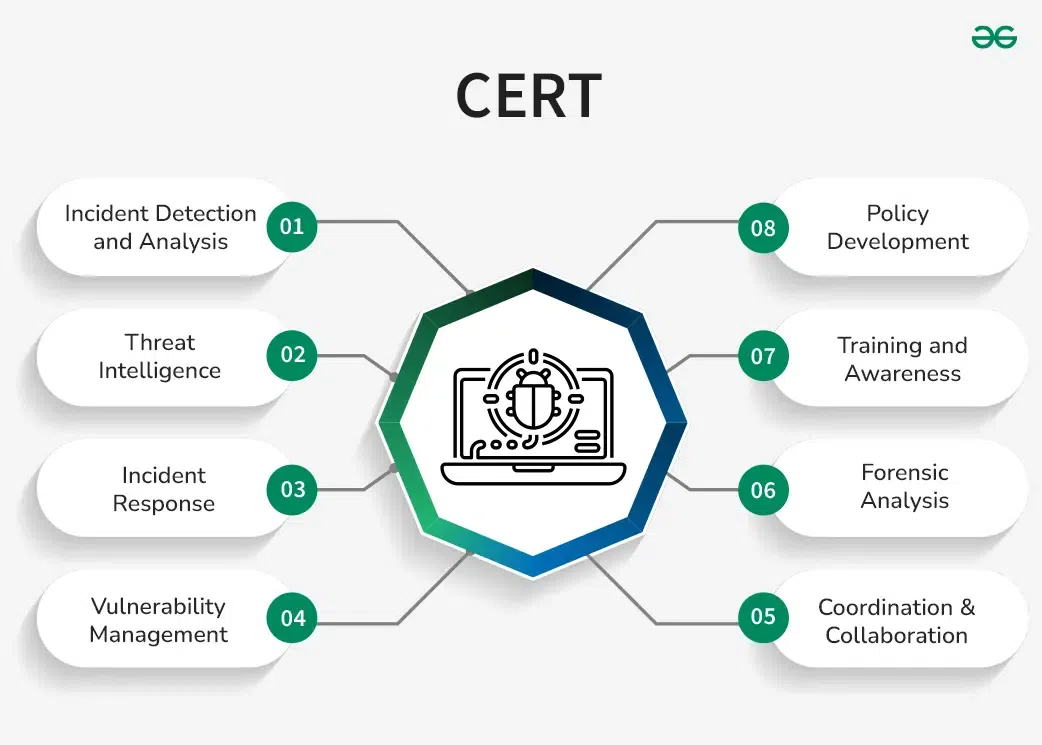 CERT
Incident Detection
and Analysis
01
Threat
Intelligence
02
Incident
Response
03
Vulnerability
Management
04
08
Policy
Development
07
Training and
Awareness
06
Forensic
Analysis
05
Coordination &
Collaboration